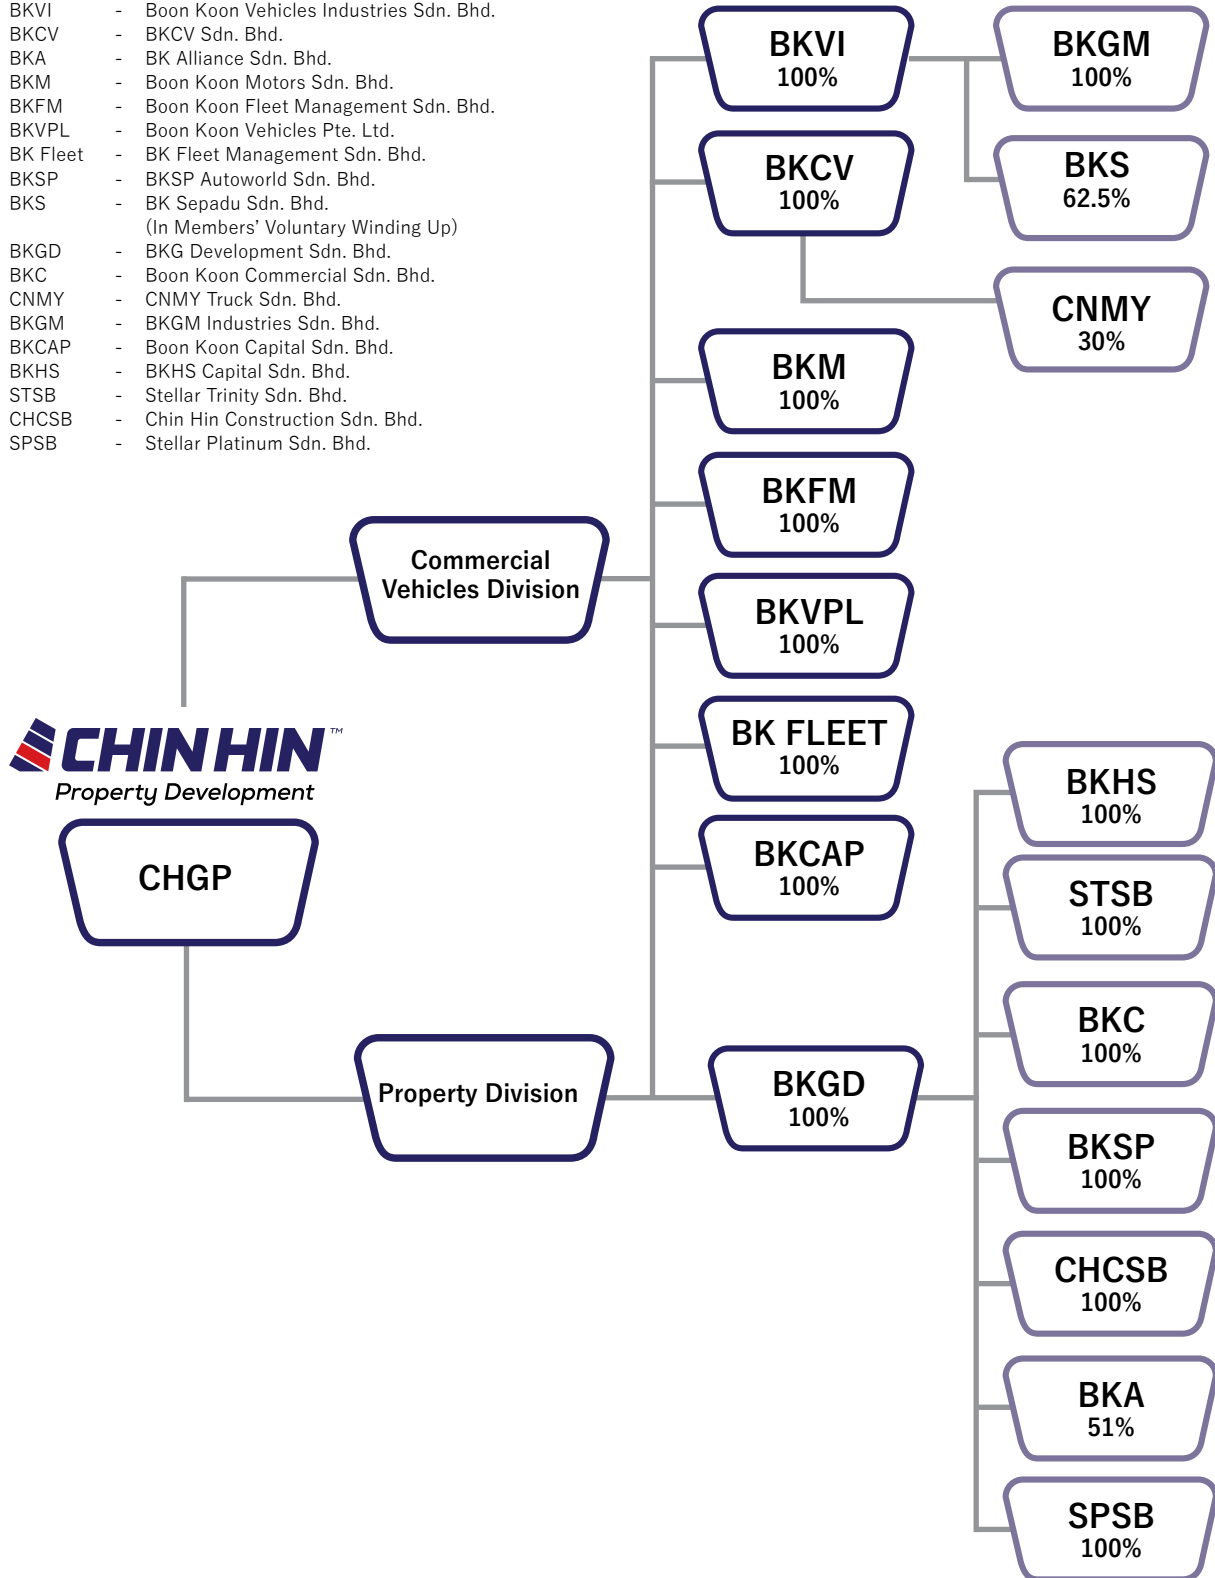 BKVI - Boon Koon Vehicles Industries Sdn. Bhd.
BKCV - BKCV Sdn. Bhd.
BKA - BK Alliance Sdn. Bhd.
BKM - Boon Koon Motors Sdn. Bhd.
BKFM - Boon Koon Fleet Management Sdn. Bhd.
BKVPL - Boon Koon Vehicles Pte. Ltd.
BK Fleet - BK Fleet Management Sdn. Bhd.
BKSP - BKSP Autoworld Sdn. Bhd.
BKS - BK Sepadu Sdn. Bhd.
(In Members’ Voluntary Winding Up)
BKGD - BKG Development Sdn. Bhd.
BKC - Boon Koon Commercial Sdn. Bhd.
CNMY - CNMY Truck Sdn. Bhd.
BKGM - BKGM Industries Sdn. Bhd.
BKCAP - Boon Koon Capital Sdn. Bhd.
BKHS - BKHS Capital Sdn. Bhd.
STSB - Stellar Trinity Sdn. Bhd.
CHCSB - Chin Hin Construction Sdn. Bhd.
SPSB - Stellar Platinum Sdn. Bhd.
CHIN HIN™
Property Development
CHGP
Commercial
Vehicles Division
BKVI
100%
BKGM
100%
BKS
62.5%
BKCV
100%
CNMY
30%
BKM
100%
BKFM
100%
BKVPL
100%
BK FLEET
100%
BKCAP
100%
Property Division
BKGD
100%
BKHS
100%
STSB
100%
BKC
100%
BKSP
100%
CHCSB
100%
BKA
51%
SPSB
100%